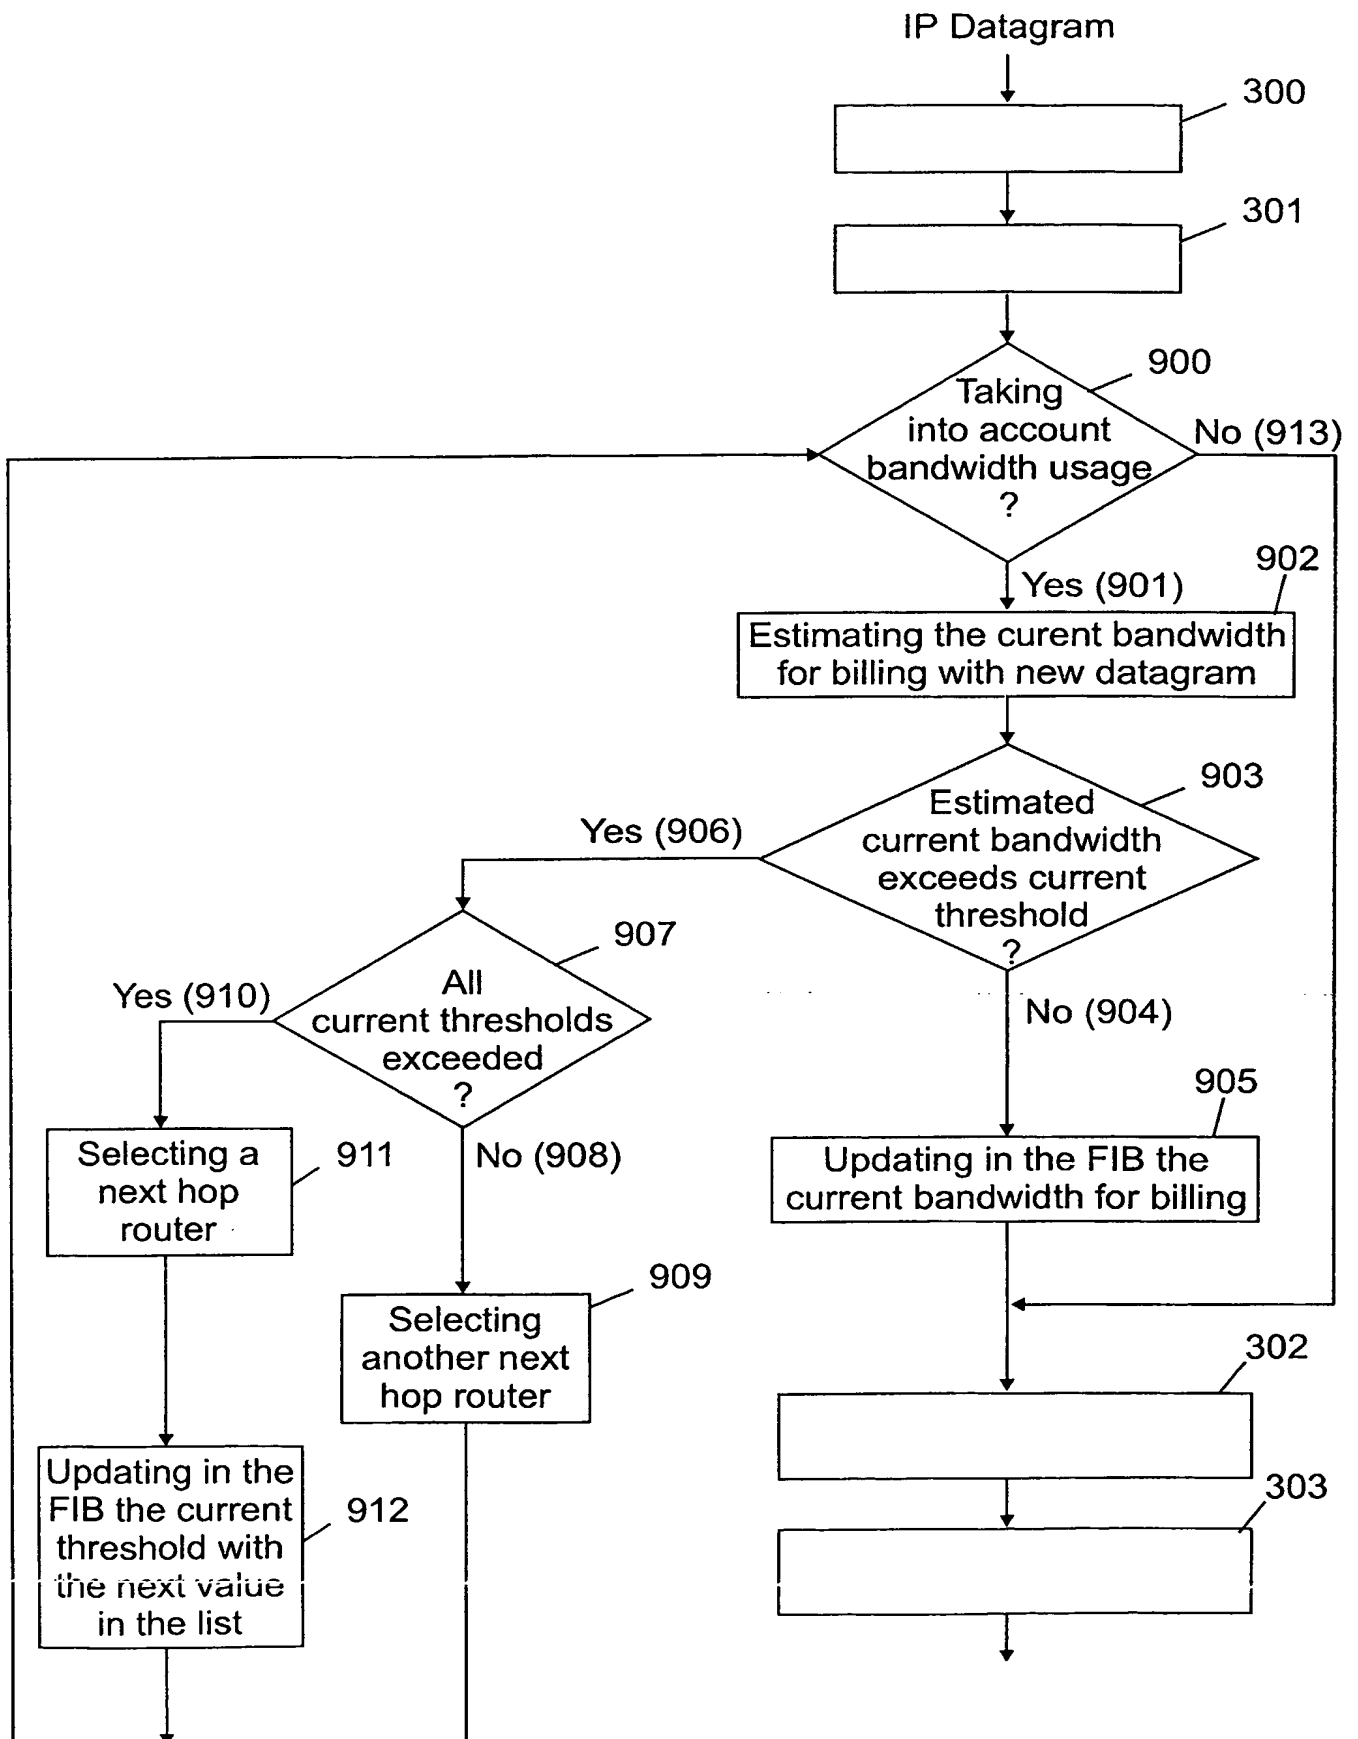 IP Datagram
300
301
900
Taking
into account
bandwidth usage
?
No (913)
Yes (901)
902
Estimating the curent bandwidth
for billing with new datagram
903
Estimated
current bandwidth
exceeds current
threshold
?
Yes (906)
907
All
current thresholds
exceeded
?
Yes (910)
No (904)
905
Updating in the FIB the
current bandwidth for billing
Selecting a
next hop
router
911
No (908)
909
Selecting
another next
hop router
302
303
Updating in the
FIB the current
threshold with
the next value
in the list
912